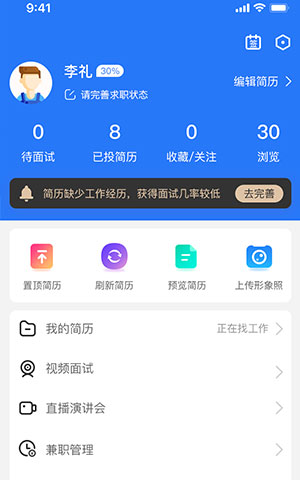 9:41
签
李礼 30%
请完善求职状态
编辑简历
0 8 0 30
待面试 已投简历 收藏/关注 浏览
简历缺少工作经历，获得面试几率较低 去完善
置顶简历 刷新简历 预览简历 上传形象照
我的简历 正在找工作
视频面试
直播演讲会
兼职管理